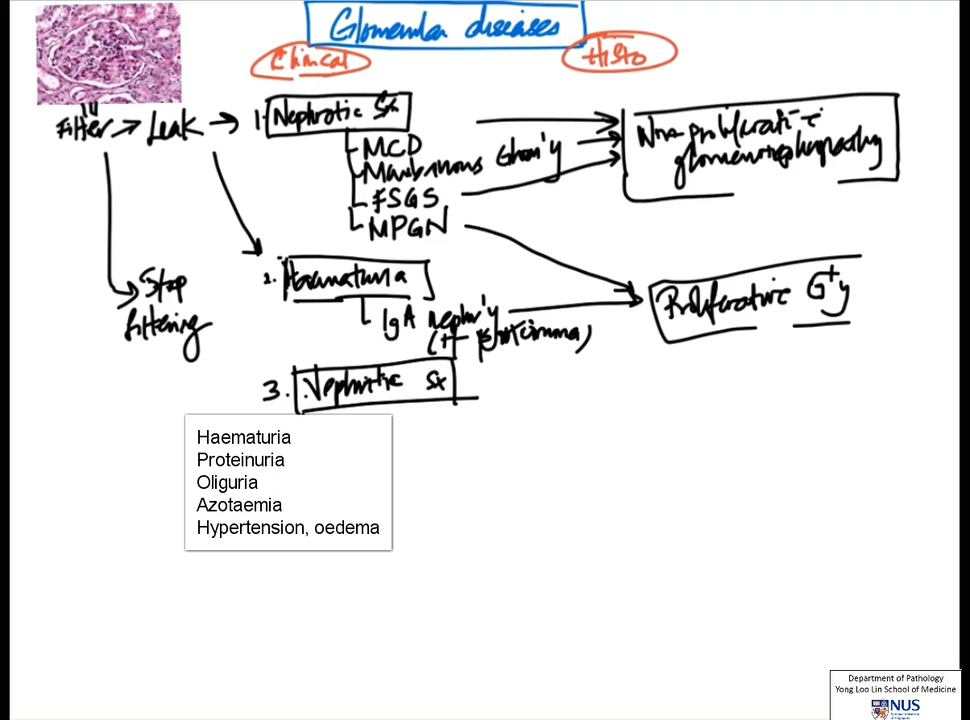 Glomerular diseases
Clinical
Histo
Filter → Leak → 1. Nephrotic Sx
MCD
Membranous Glom'y
FSGS
MPGN
Non-proliferative
glomerulopathy
Stop
filtering
2. Haematuria
IgA nephr'y
(+ proteinuria)
Proliferative G+y
3. Nephritic Sx
Haematuria
Proteinuria
Oliguria
Azotaemia
Hypertension, oedema
Department of Pathology
Yong Loo Lin School of Medicine
NUS